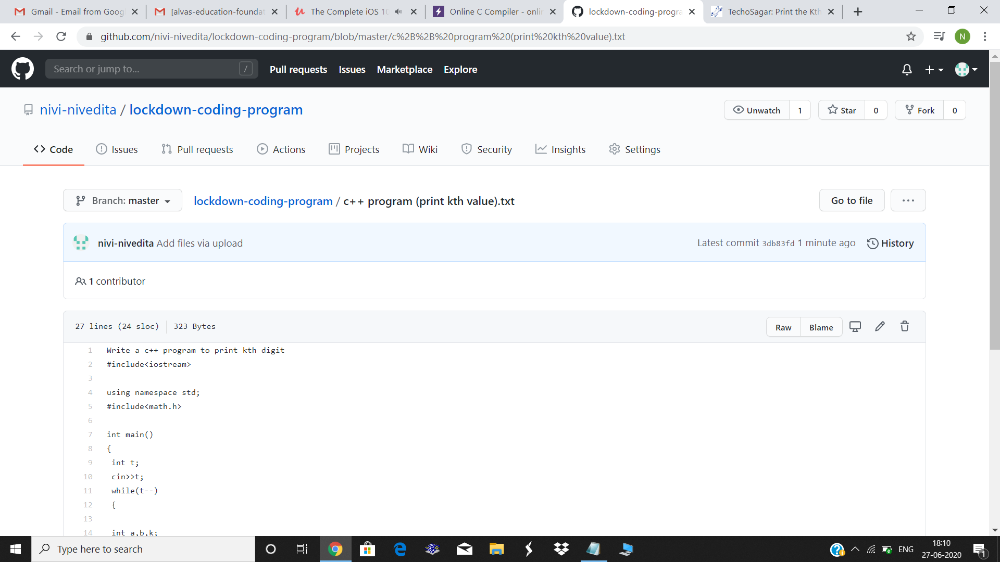 Gmail - Email from Goog
[alvas-education-foundat
The Complete iOS 10
Online C Compiler - onlin
lockdown-coding-progra
TechoSagar: Print the Kth
github.com/nivi-nivedita/lockdown-coding-program/blob/master/c%2B%2B%20program%20(print%20kth%20value).txt
N
Search or jump to...
/
Pull requests
Issues
Marketplace
Explore
nivi-nivedita / lockdown-coding-program
Unwatch 1
Star 0
Fork 0
Code
Issues
Pull requests
Actions
Projects
Wiki
Security
Insights
Settings
Branch: master
lockdown-coding-program / c++ program (print kth value).txt
Go to file
nivi-nivedita Add files via upload
Latest commit 3db83fd 1 minute ago
History
1 contributor
27 lines (24 sloc) 323 Bytes
Raw
Blame
1 Write a c++ program to print kth digit
2 #include<iostream>
3
4 using namespace std;
5 #include<math.h>
6
7 int main()
8 {
9 int t;
10 cin>>t;
11 while(t--)
12 {
13
14 int a,b,k;
Type here to search
ENG
18:10
27-06-2020
1